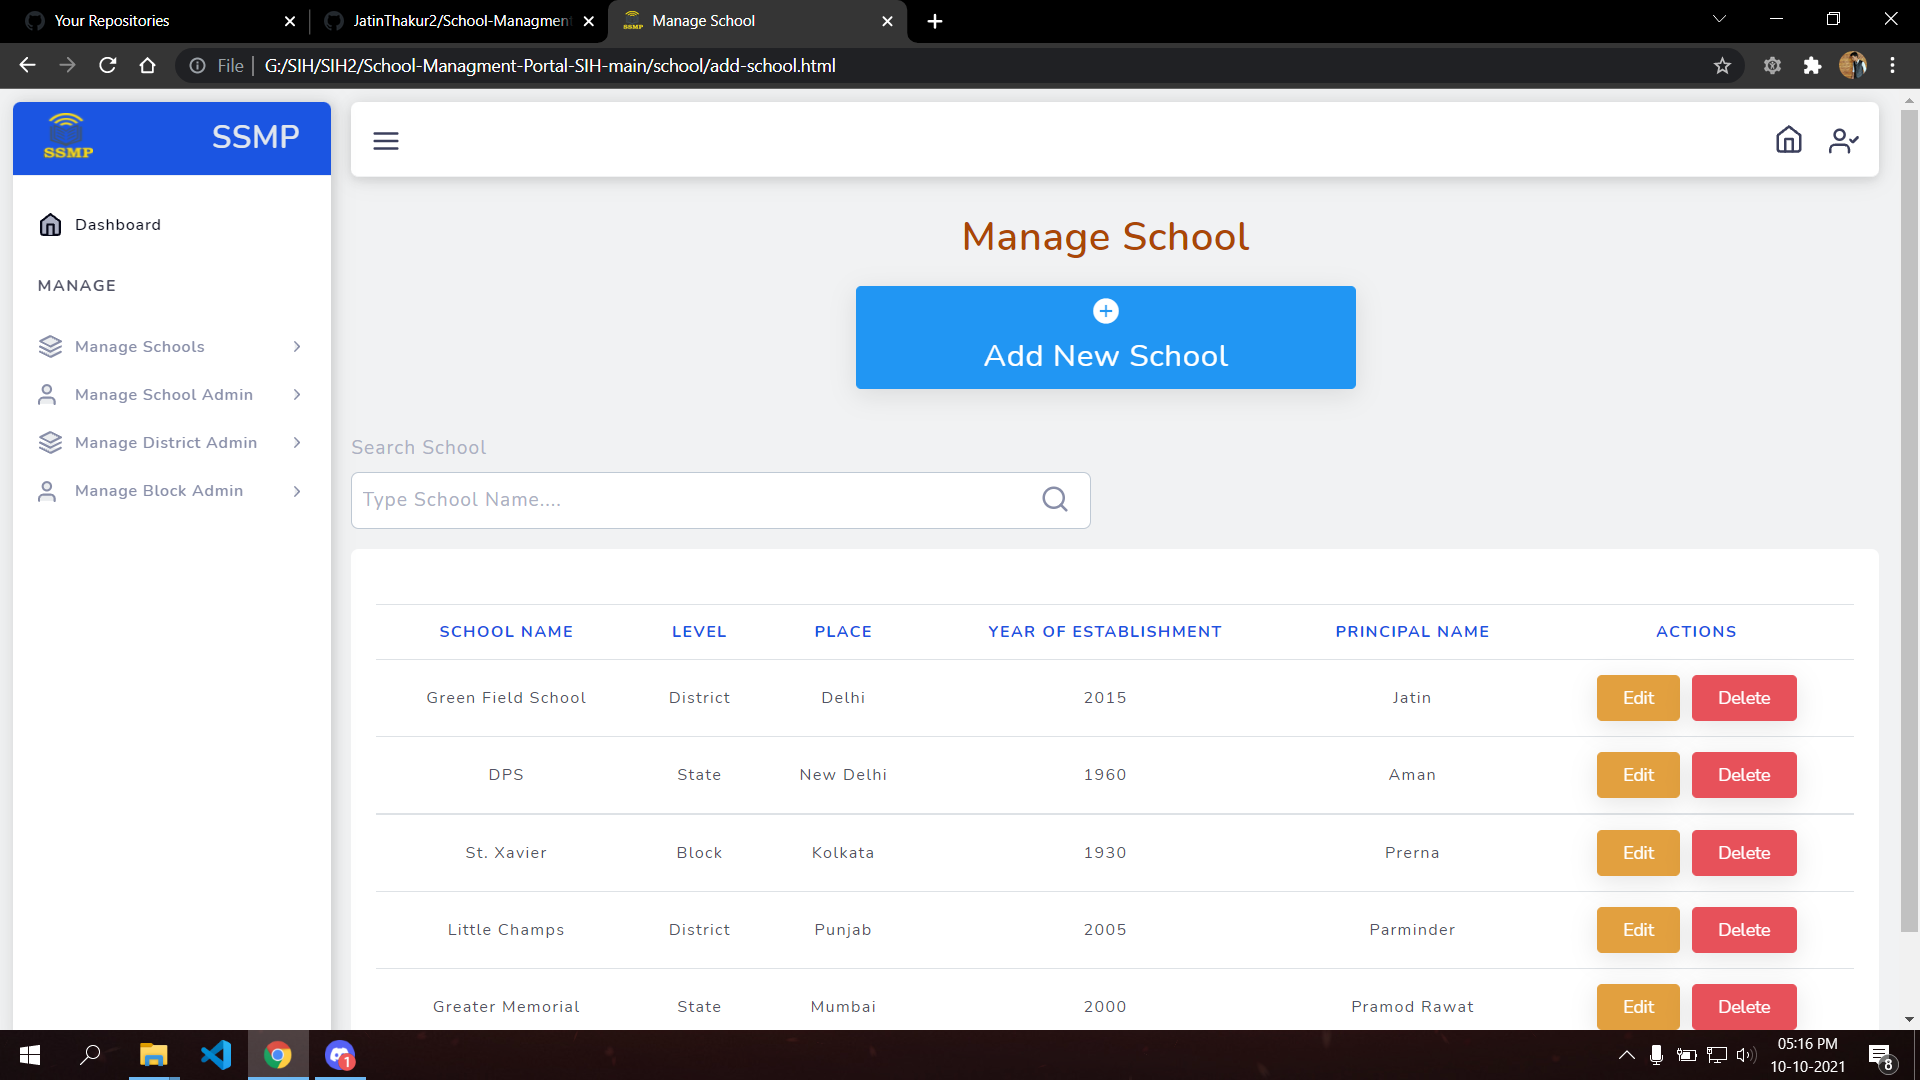 Your Repositories
JatinThakur2/School-Managment
Manage School
File
G:/SIH/SIH2/School-Managment-Portal-SIH-main/school/add-school.html
SSMP
SSMP
Dashboard
MANAGE
Manage Schools
Manage School Admin
Manage District Admin
Manage Block Admin
Manage School
Add New School
Search School
Type School Name....
SCHOOL NAME LEVEL PLACE YEAR OF ESTABLISHMENT PRINCIPAL NAME ACTIONS
Green Field School District Delhi 2015 Jatin Edit Delete
DPS State New Delhi 1960 Aman Edit Delete
St. Xavier Block Kolkata 1930 Prerna Edit Delete
Little Champs District Punjab 2005 Parminder Edit Delete
Greater Memorial State Mumbai 2000 Pramod Rawat Edit Delete
1
05:16 PM
10-10-2021
8